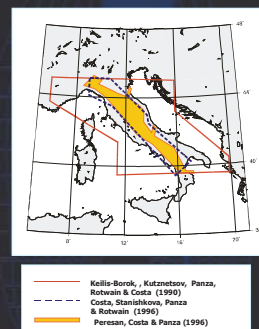 48°
44°
40°
36
8° 12° 16° 20°
Keilis-Borok, , Kutznetsov, Panza,
Rotwain & Costa (1990)
Costa, Stanishkova, Panza
& Rotwain (1996)
Peresan, Costa & Panza (1996)